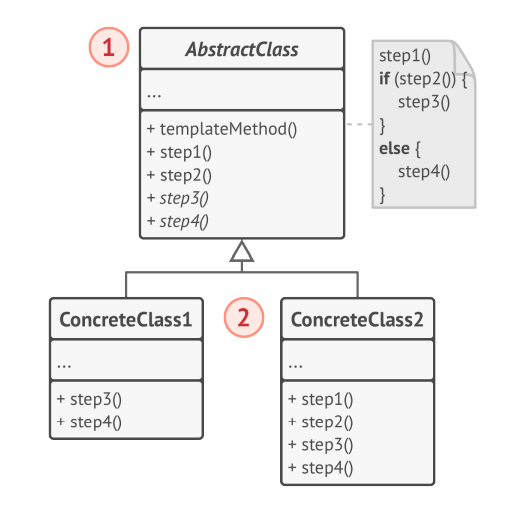 1
AbstractClass
...
+ templateMethod()
+ step1()
+ step2()
+ step3()
+ step4()
step1()
if (step2()) {
step3()
}
else {
step4()
}
2
ConcreteClass1
...
+ step3()
+ step4()
ConcreteClass2
...
+ step1()
+ step2()
+ step3()
+ step4()